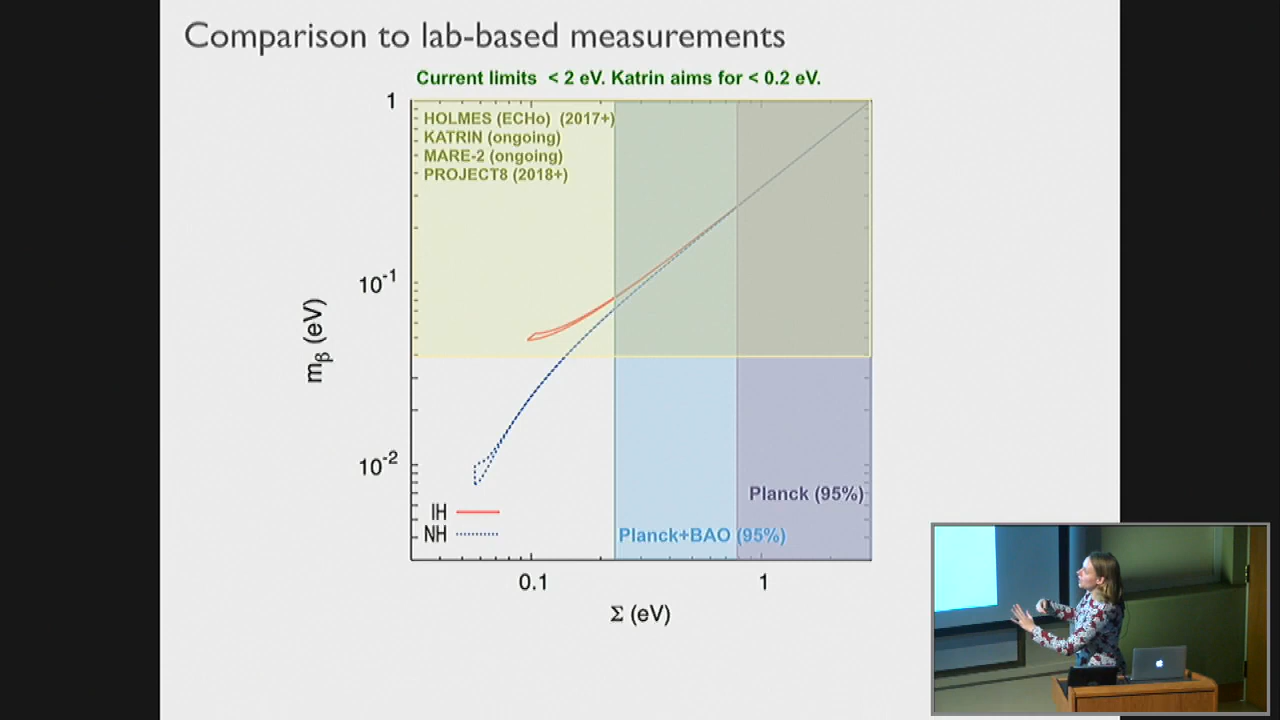 Comparison to lab-based measurements
Current limits < 2 eV. Katrin aims for < 0.2 eV.
HOLMES (ECHo) (2017+)
KATRIN (ongoing)
MARE-2 (ongoing)
PROJECT8 (2018+)
1
10⁻¹
10⁻²
mβ (eV)
Planck (95%)
IH
NH
Planck+BAO (95%)
0.1
1
Σ (eV)